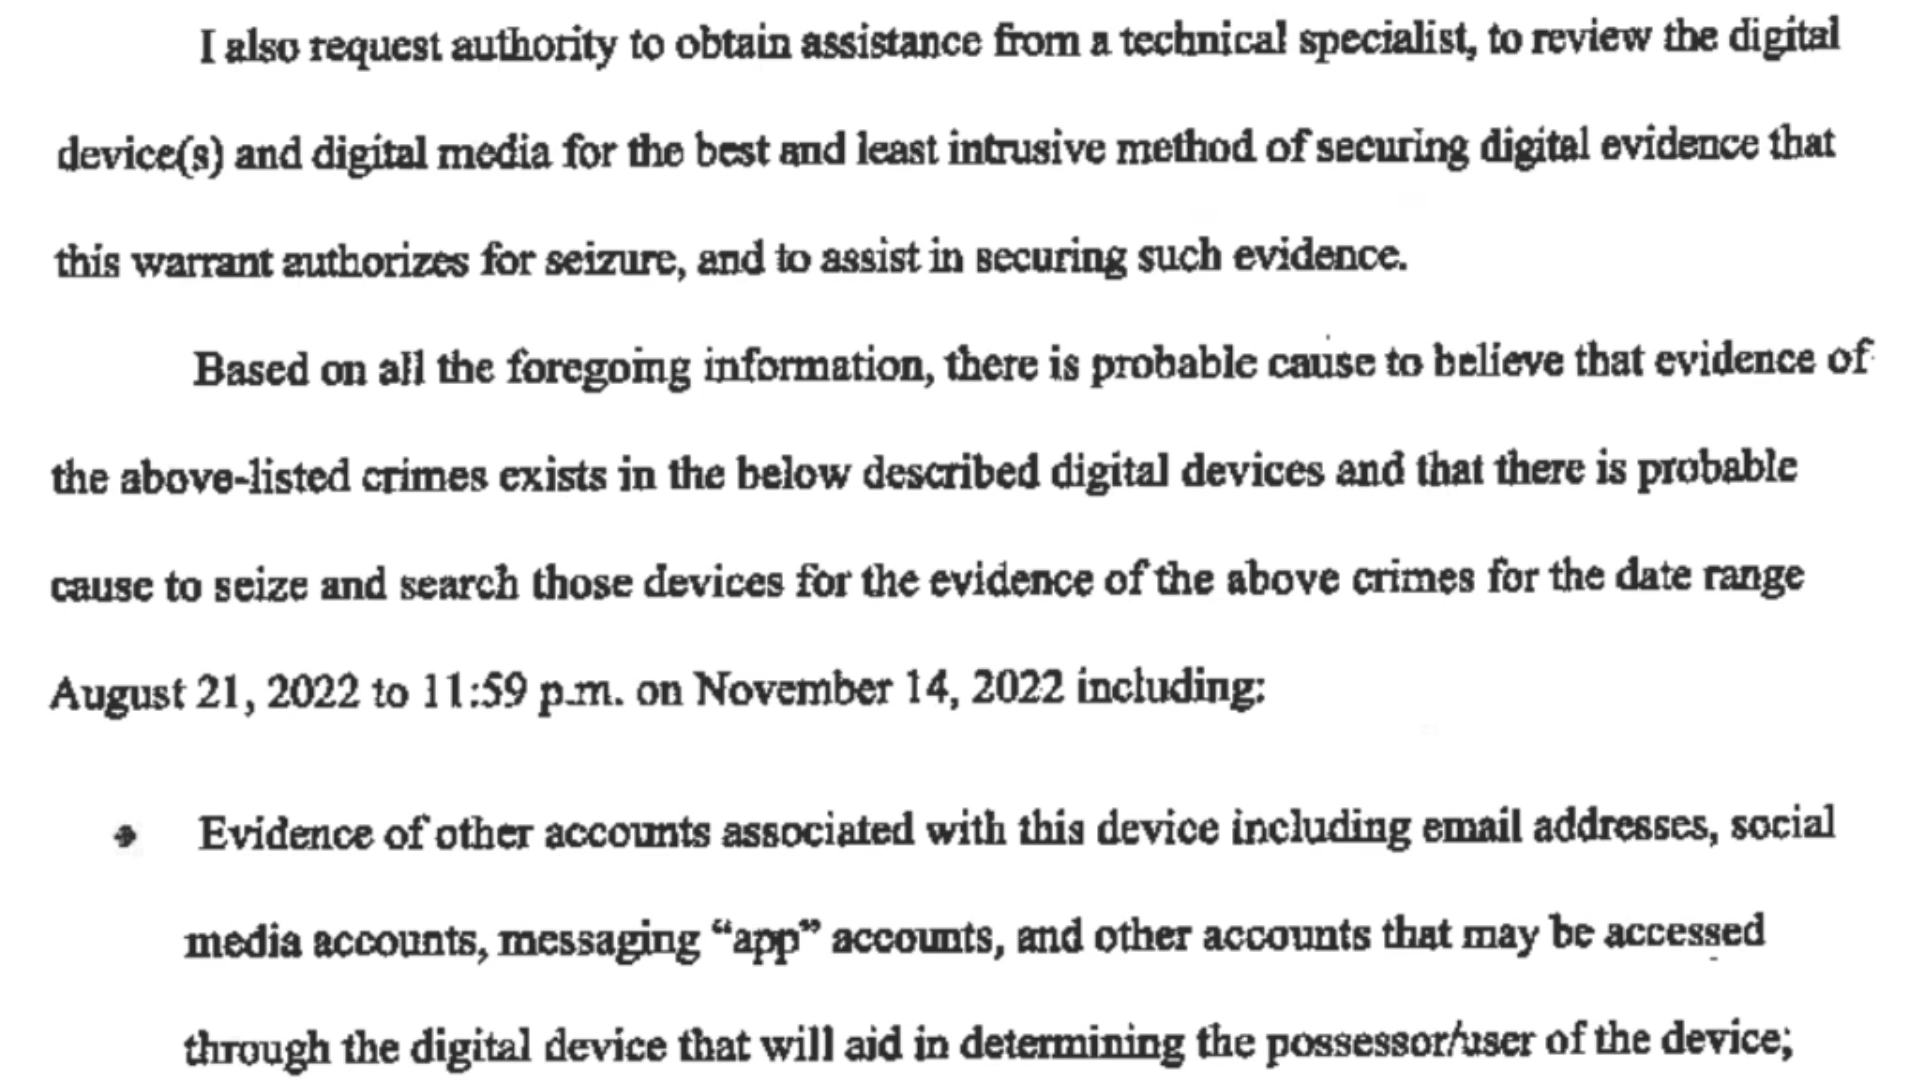 I also request authority to obtain assistance from a technical specialist, to review the digital
device(s) and digital media for the best and least intrusive method of securing digital evidence that
this warrant authorizes for seizure, and to assist in securing such evidence.
Based on all the foregoing information, there is probable cause to believe that evidence of
the above-listed crimes exists in the below described digital devices and that there is probable
cause to seize and search those devices for the evidence of the above crimes for the date range
August 21, 2022 to 11:59 p.m. on November 14, 2022 including:
• Evidence of other accounts associated with this device including email addresses, social
media accounts, messaging “app” accounts, and other accounts that may be accessed
through the digital device that will aid in determining the possessor/user of the device;